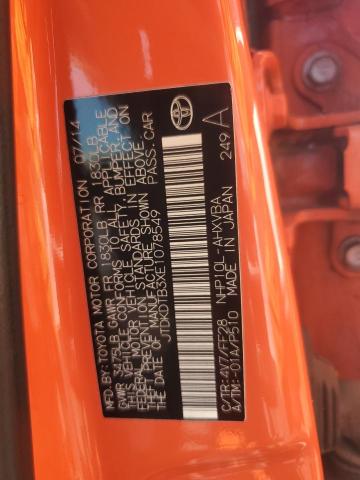 MFD. BY: TOYOTA MOTOR CORPORATION 07/14
GVWR 3475LB GAWR FR 1830LB RR 1830LB
THIS VEHICLE CONFORMS TO ALL APPLICABLE
FEDERAL MOTOR VEHICLE SAFETY, BUMPER, AND
THEFT PREVENTION STANDARDS IN EFFECT ON
THE DATE OF MANUFACTURE SHOWN ABOVE.
JTDKDTB3XE1078549 PASS.CAR
C/TR:4V7/FF28 NHP10L-AHXVBA
A/TM:-01A/P510 MADE IN JAPAN 249 A